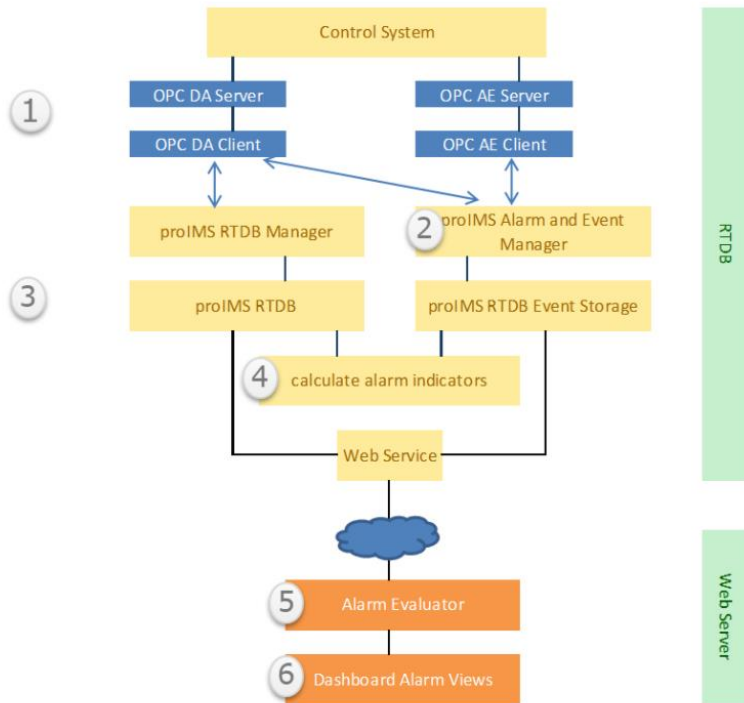 Control System
1
OPC DA Server
OPC AE Server
OPC DA Client
OPC AE Client
proIMS RTDB Manager
2
proIMS Alarm and Event
Manager
RTDB
3
proIMS RTDB
proIMS RTDB Event Storage
4
calculate alarm indicators
Web Service
5
Alarm Evaluator
Web Server
6
Dashboard Alarm Views